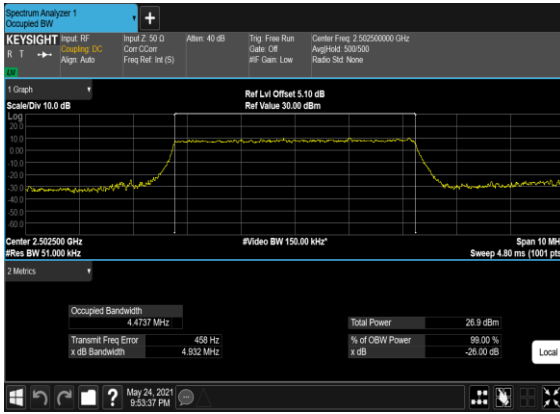 Spectrum Analyzer 1
Occupied BW
+
KEYSIGHT
R T
LW
Input: RF
Coupling: DC
Align: Auto
Input Z: 50 Ω
Corr CCorr
Freq Ref: Int (S)
Atten: 40 dB
Trig: Free Run
Gate: Off
#IF Gain: Low
Center Freq: 2.502500000 GHz
Avg|Hold: 500/500
Radio Std: None
1 Graph
Scale/Div 10.0 dB
Ref Lvl Offset 5.10 dB
Ref Value 30.00 dBm
Log
20.0
10.0
0.00
-10.0
-20.0
-30.0
-40.0
-50.0
-60.0
Center 2.502500 GHz
#Res BW 51.000 kHz
#Video BW 150.00 kHz*
Span 10 MH
Sweep 4.80 ms (1001 pts
2 Metrics
Occupied Bandwidth
4.4737 MHz
Transmit Freq Error 458 Hz
x dB Bandwidth 4.932 MHz
Total Power 26.9 dBm
% of OBW Power 99.00 %
x dB -26.00 dB
Local
?
May 24, 2021
9:53:37 PM